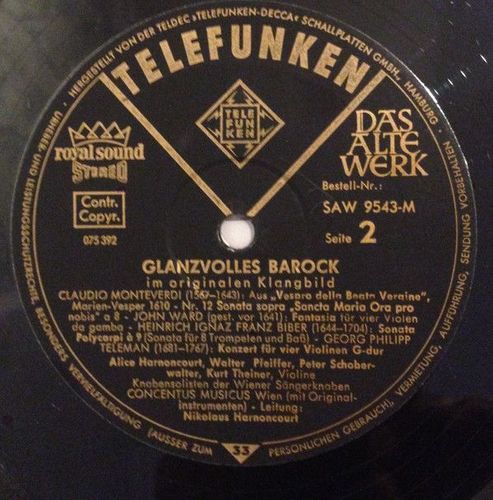 HERGESTELLT VON DER TELDEC »TELEFUNKEN-DECCA« SCHALLPLATTEN GMBH., HAMBURG •
URHEBER- UND LEISTUNGSSCHUTZRECHTE, BESONDERS VERVIELFÄLTIGUNG (AUSSER ZUM PERSÖNLICHEN GEBRAUCH), VERMIETUNG, AUFFÜHRUNG, SENDUNG VORBEHALTEN
TELEFUNKEN
TELE
FUN
KEN
royal sound
STEREO
DAS
ALTE
WERK
Contr.
Copyr.
075 392
Bestell-Nr.:
SAW 9543-M
Seite 2
GLANZVOLLES BAROCK
im originalen Klangbild
CLAUDIO MONTEVERDI (1567-1643): Aus „Vespro della Beata Vergine",
Marien-Vesper 1610 - Nr. 12 Sonata sopra „Sancta Maria Ora pro
nobis" a 8 - JOHN WARD (gest. vor 1641): Fantasia für vier Violen
da gamba - HEINRICH IGNAZ FRANZ BIBER (1644-1704): Sonata
Polycarpi à 9 (Sonata für 8 Trompeten und Baß) - GEORG PHILIPP
TELEMAN (1681-1767): Konzert für vier Violinen G-dur
Alice Harnoncourt, Walter Pfeiffer, Peter Schober-
walter, Kurt Theiner, Violine
Knabensolisten der Wiener Sängerknaben
CONCENTUS MUSICUS Wien (mit Original-
instrumenten) - Leitung:
Nikolaus Harnoncourt
33